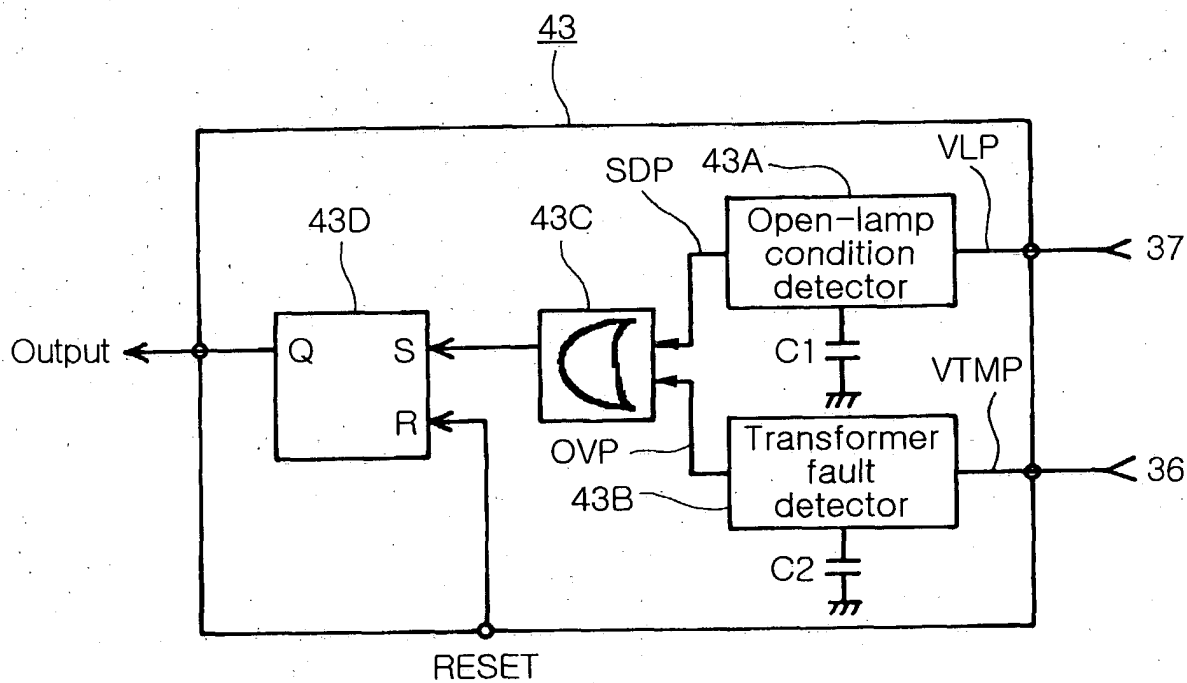 43
SDP
43A
VLP
43D
43C
Open-lamp
condition
detector
37
Output
Q
S
R
C1
VTMP
OVP
43B
Transformer
fault
detector
36
C2
RESET